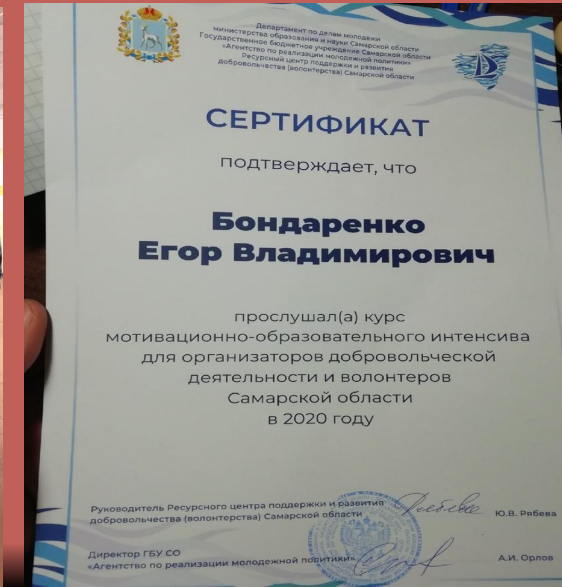 Департамент по делам молодежи
министерства образования и науки Самарской области
Государственное бюджетное учреждение Самарской области
«Агентство по реализации молодежной политики»
Ресурсный центр поддержки и развития
добровольчества (волонтерства) Самарской области
СЕРТИФИКАТ
подтверждает, что
Бондаренко
Егор Владимирович
прослушал(а) курс
мотивационно-образовательного интенсива
для организаторов добровольческой
деятельности и волонтеров
Самарской области
в 2020 году
Руководитель Ресурсного центра поддержки и развития
добровольчества (волонтерства) Самарской области
Ю.В. Рябева
Директор ГБУ СО
«Агентство по реализации молодежной политики»
А.И. Орлов